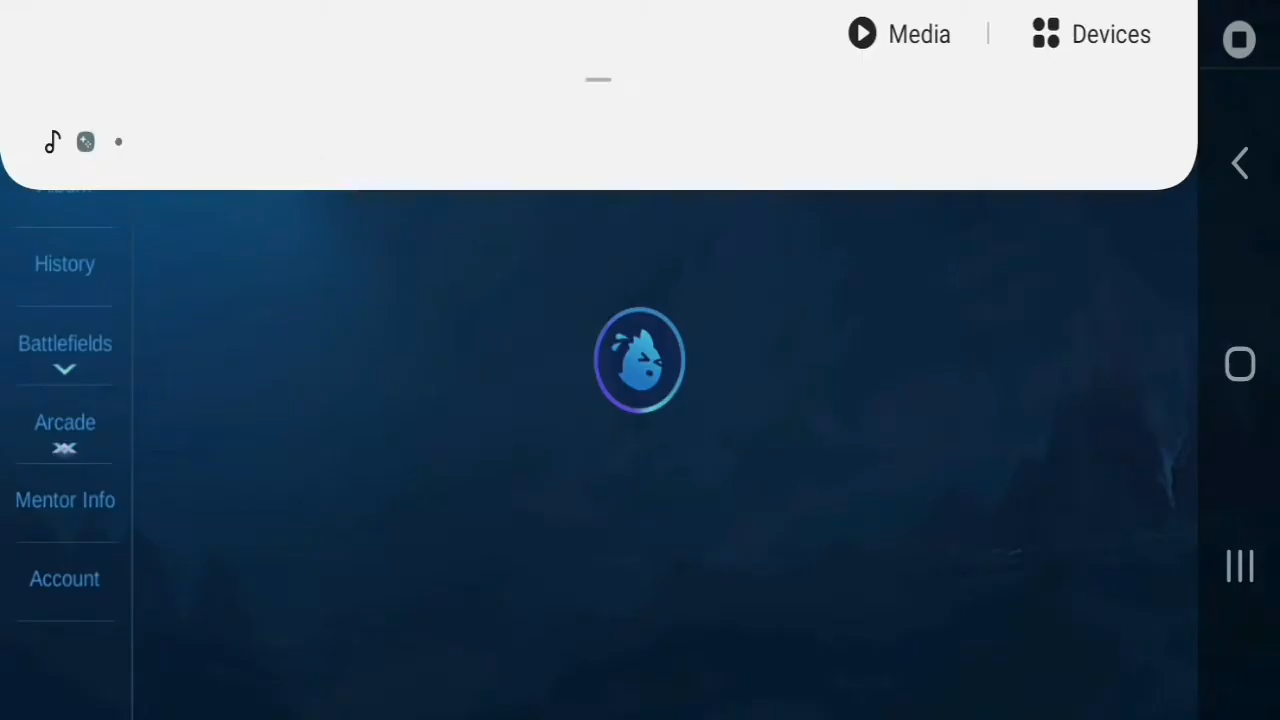 Media
Devices
History
Battlefields
Arcade
Mentor Info
Account